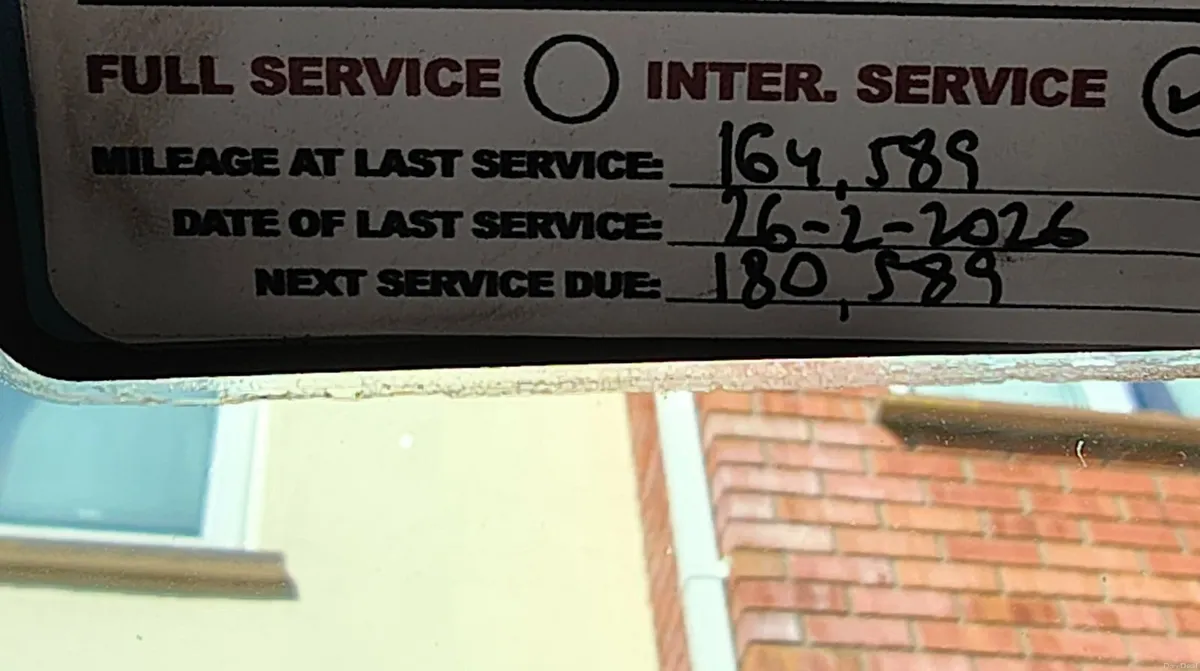 FULL SERVICE INTER. SERVICE
MILEAGE AT LAST SERVICE: 164,589
DATE OF LAST SERVICE: 26-2-2026
NEXT SERVICE DUE: 180,589